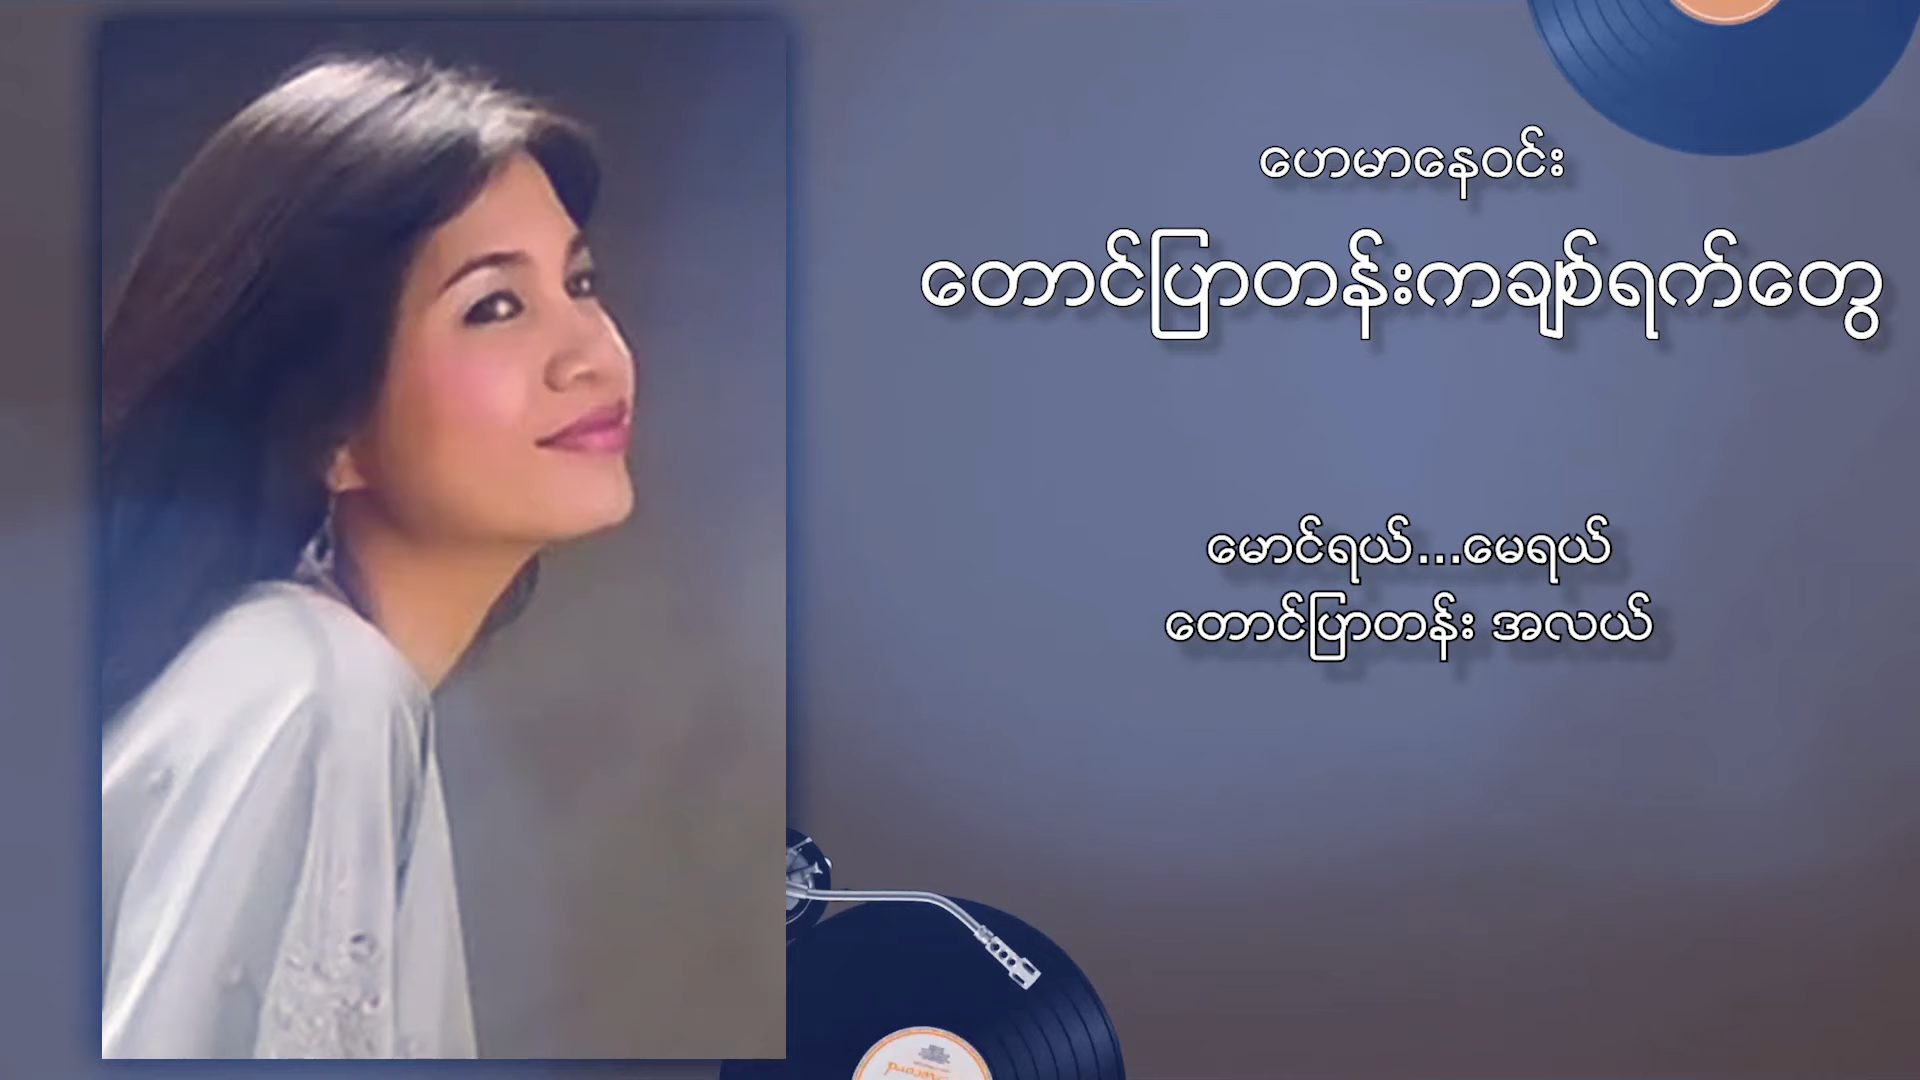 ဟေမာနေဝင်း
တောင်ပြာတန်းကချစ်ရက်တွေ
မောင်ရယ်...မေရယ်
တောင်ပြာတန်း အလယ်
Record